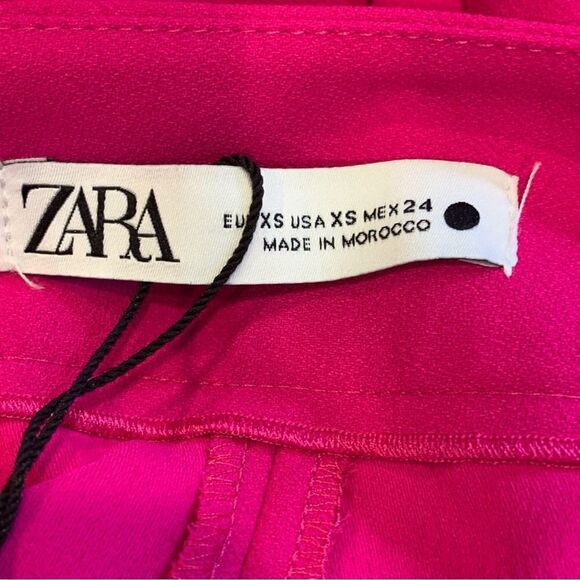 ZARA
EUR XS USA XS MEX 24
MADE IN MOROCCO